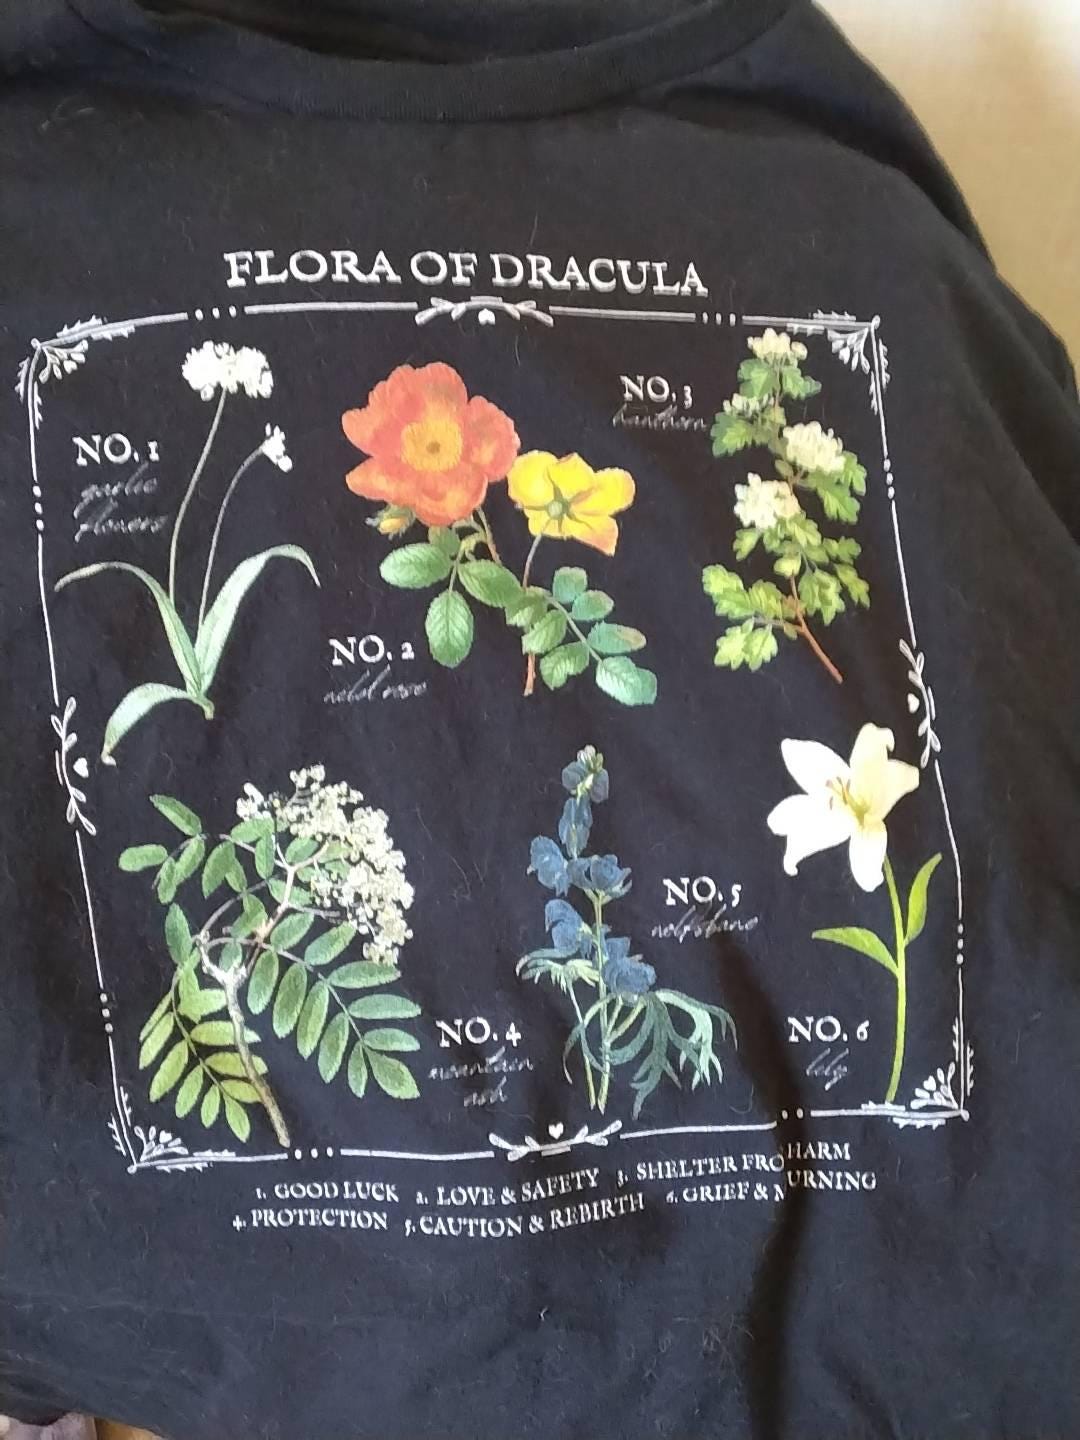 FLORA OF DRACULA
NO. 1
garlic
flowers
NO. 2
wild rose
NO. 3
hawthorn
NO. 4
mountain
ash
NO. 5
wolfsbane
NO. 6
lily
1. GOOD LUCK 2. LOVE & SAFETY 3. SHELTER FROM HARM
4. PROTECTION 5. CAUTION & REBIRTH 6. GRIEF & MOURNING